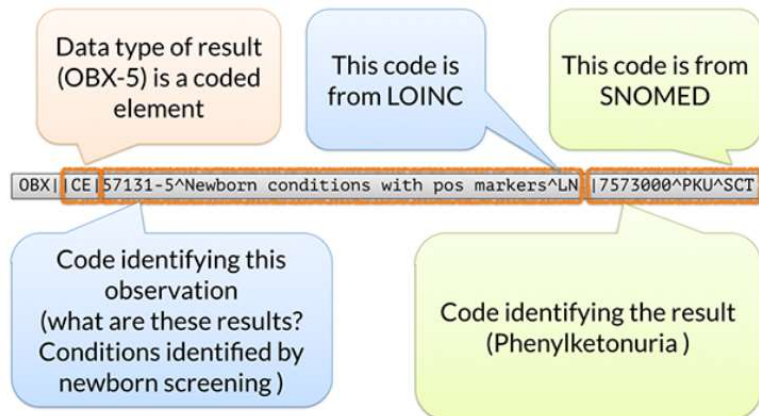 Data type of result
(OBX-5) is a coded
element
This code is
from LOINC
This code is from
SNOMED
OBX||CE|57131-5^Newborn conditions with pos markers^LN |7573000^PKU^SCT
Code identifying this
observation
(what are these results?
Conditions identified by
newborn screening )
Code identifying the result
(Phenylketonuria )